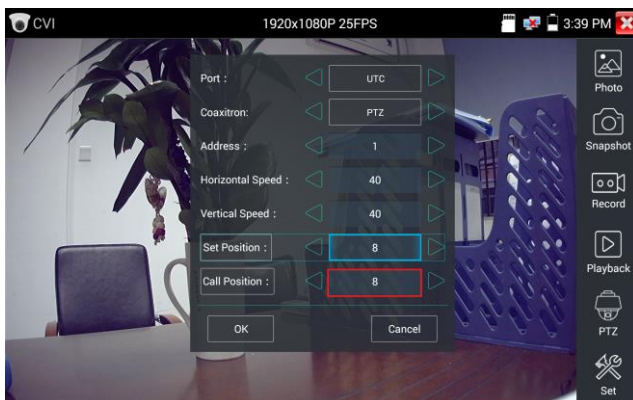 CVI 1920x1080P 25FPS 3:39 PM
Port : UTC
Coaxitron: PTZ
Address : 1
Horizontal Speed : 40
Vertical Speed : 40
Set Position : 8
Call Position : 8
OK Cancel
Photo
Snapshot
Record
Playback
PTZ
Set